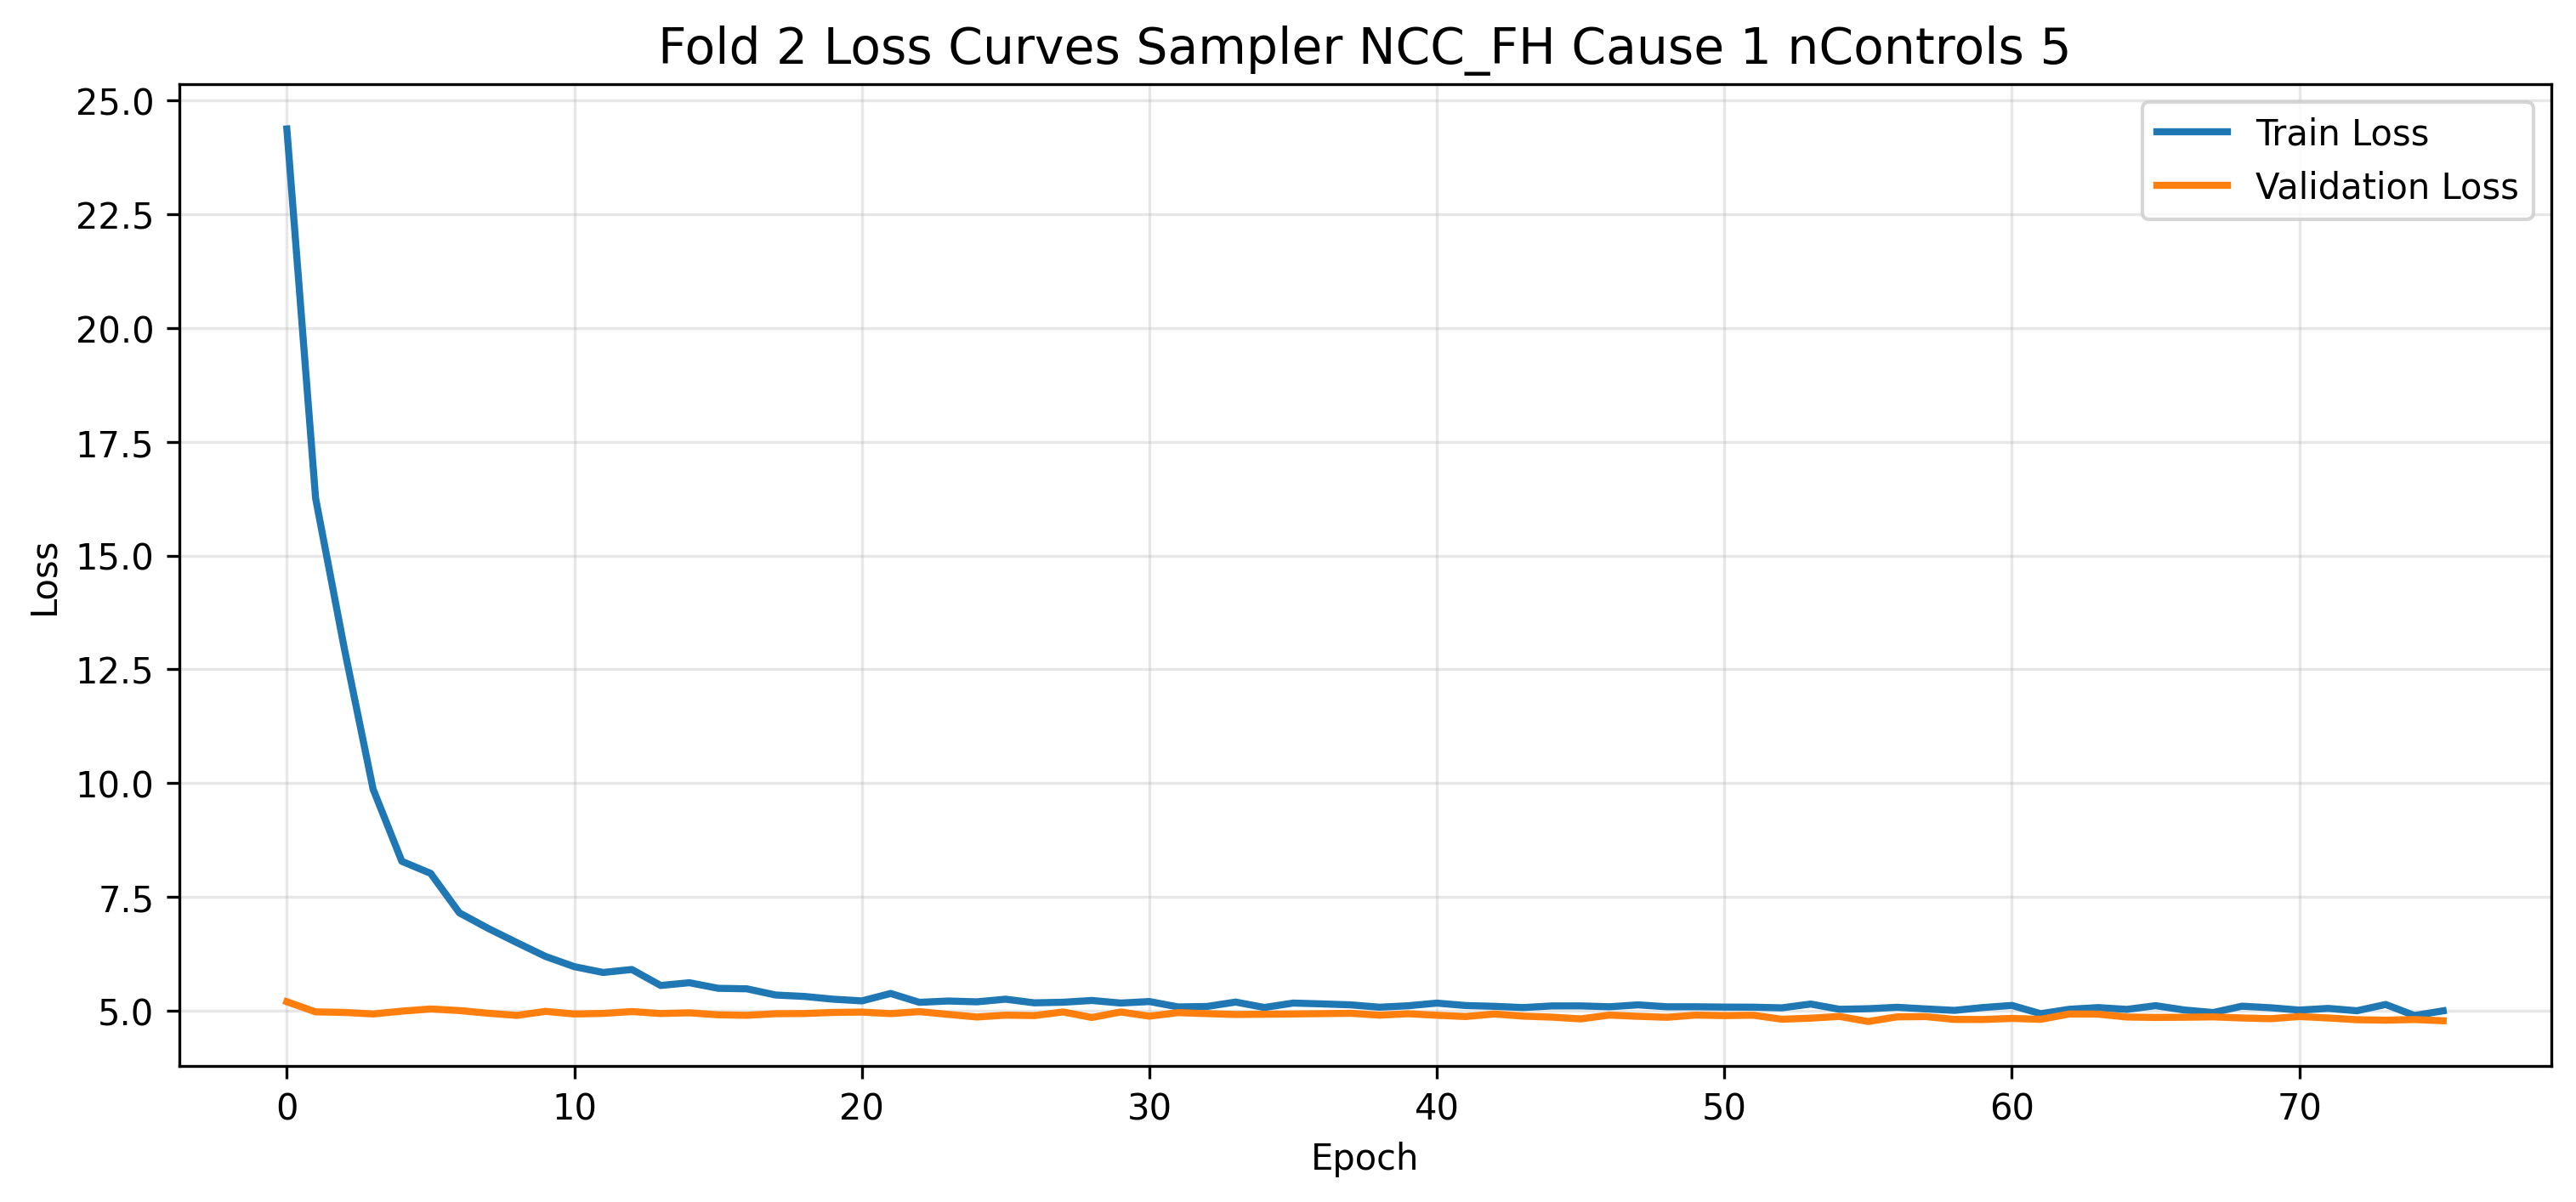 Fold 2 Loss Curves Sampler NCC_FH Cause 1 nControls 5
25.0
22.5
20.0
17.5
15.0
12.5
10.0
7.5
5.0
Loss
Train Loss
Validation Loss
0 10 20 30 40 50 60 70
Epoch